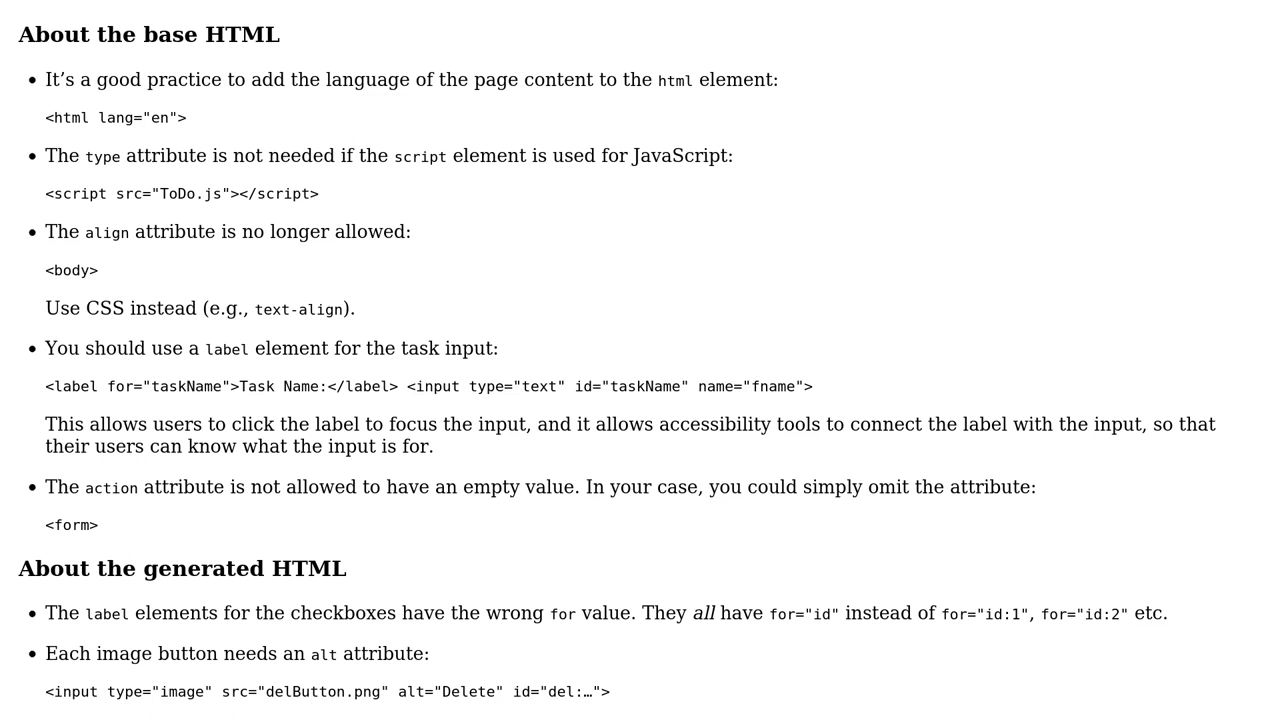 About the base HTML
It’s a good practice to add the language of the page content to the html element:
<html lang="en">
The type attribute is not needed if the script element is used for JavaScript:
<script src="ToDo.js"></script>
The align attribute is no longer allowed:
<body>
Use CSS instead (e.g., text-align).
You should use a label element for the task input:
<label for="taskName">Task Name:</label> <input type="text" id="taskName" name="fname">
This allows users to click the label to focus the input, and it allows accessibility tools to connect the label with the input, so that
their users can know what the input is for.
The action attribute is not allowed to have an empty value. In your case, you could simply omit the attribute:
<form>
About the generated HTML
The label elements for the checkboxes have the wrong for value. They all have for="id" instead of for="id:1", for="id:2" etc.
Each image button needs an alt attribute:
<input type="image" src="delButton.png" alt="Delete" id="del:…">